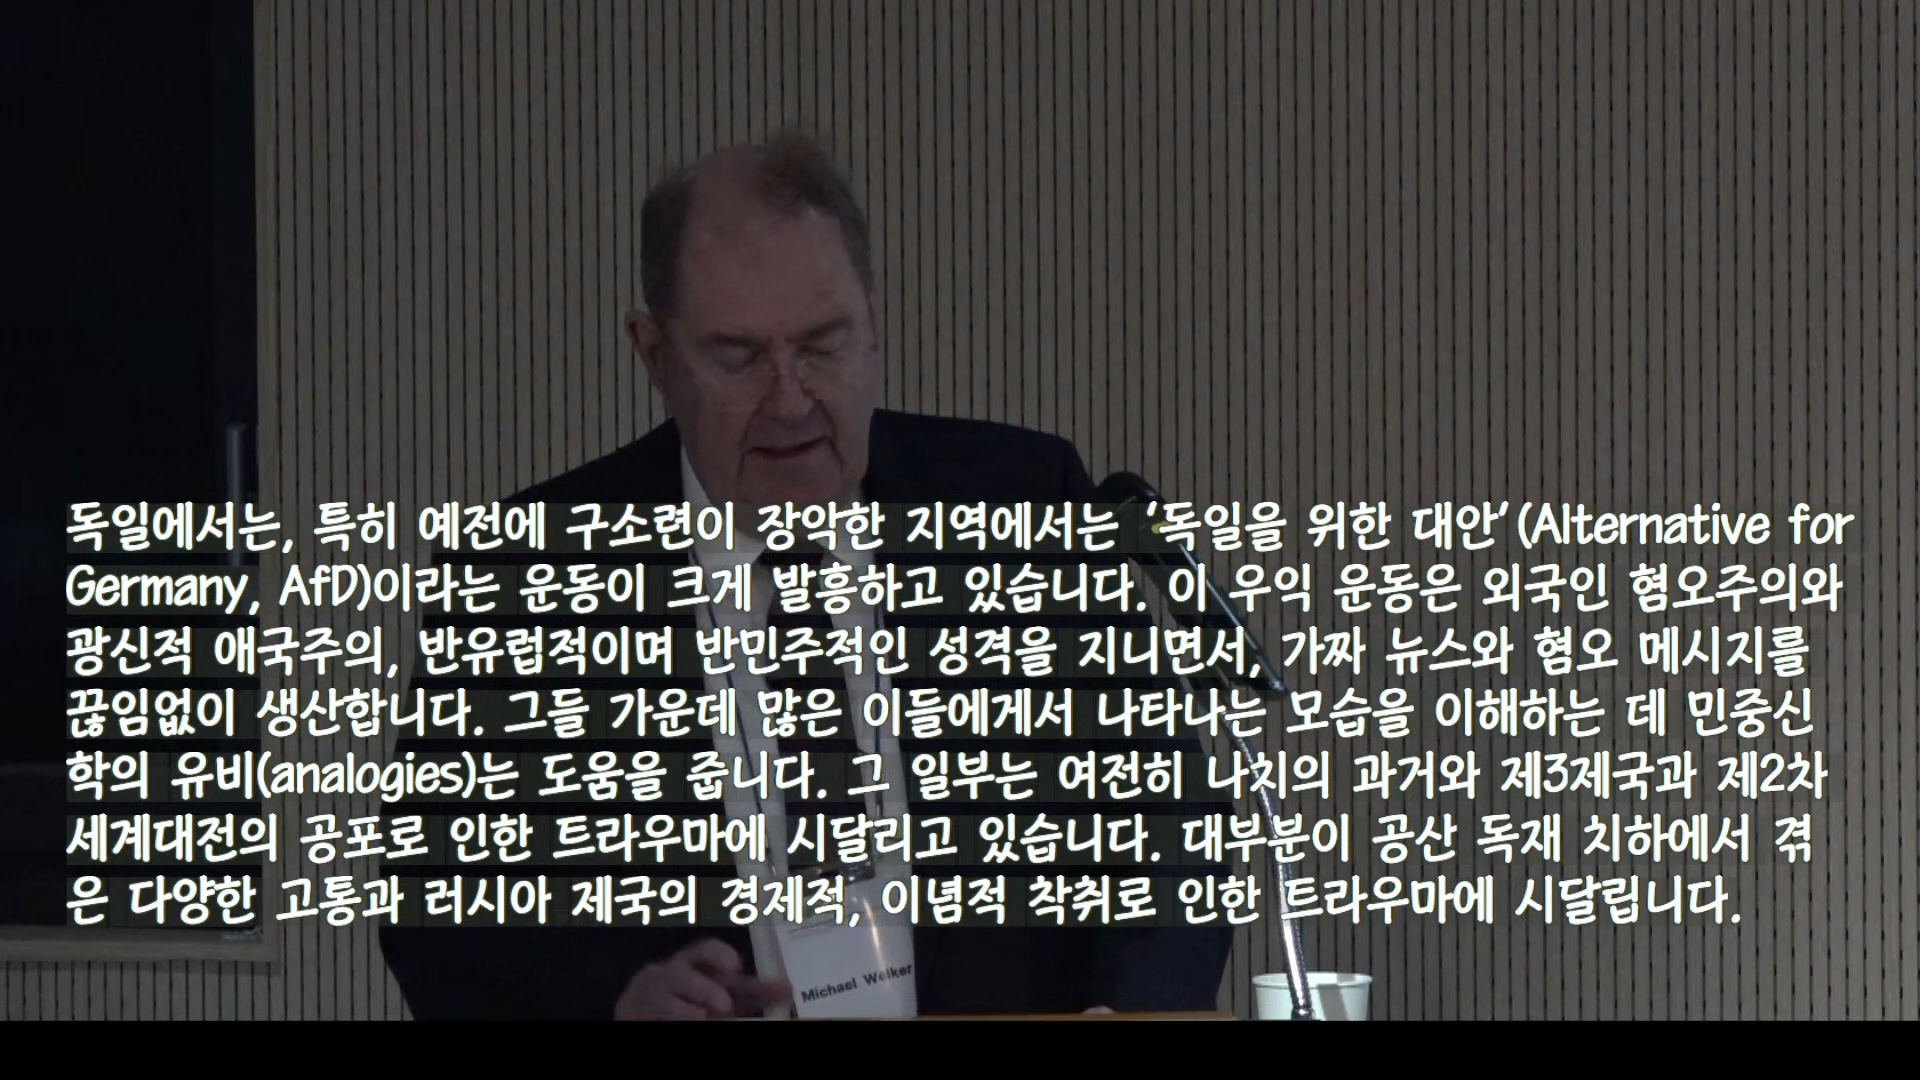 독일에서는, 특히 예전에 구소련이 장악한 지역에서는 ‘독일을 위한 대안’(Alternative for
Germany, AfD)이라는 운동이 크게 발흥하고 있습니다. 이 우익 운동은 외국인 혐오주의와
광신적 애국주의, 반유럽적이며 반민주적인 성격을 지니면서, 가짜 뉴스와 혐오 메시지를
끊임없이 생산합니다. 그들 가운데 많은 이들에게서 나타나는 모습을 이해하는 데 민중신
학의 유비(analogies)는 도움을 줍니다. 그 일부는 여전히 나치의 과거와 제3제국과 제2차
세계대전의 공포로 인한 트라우마에 시달리고 있습니다. 대부분이 공산 독재 치하에서 겪
은 다양한 고통과 러시아 제국의 경제적, 이념적 착취로 인한 트라우마에 시달립니다.
Michael Welker